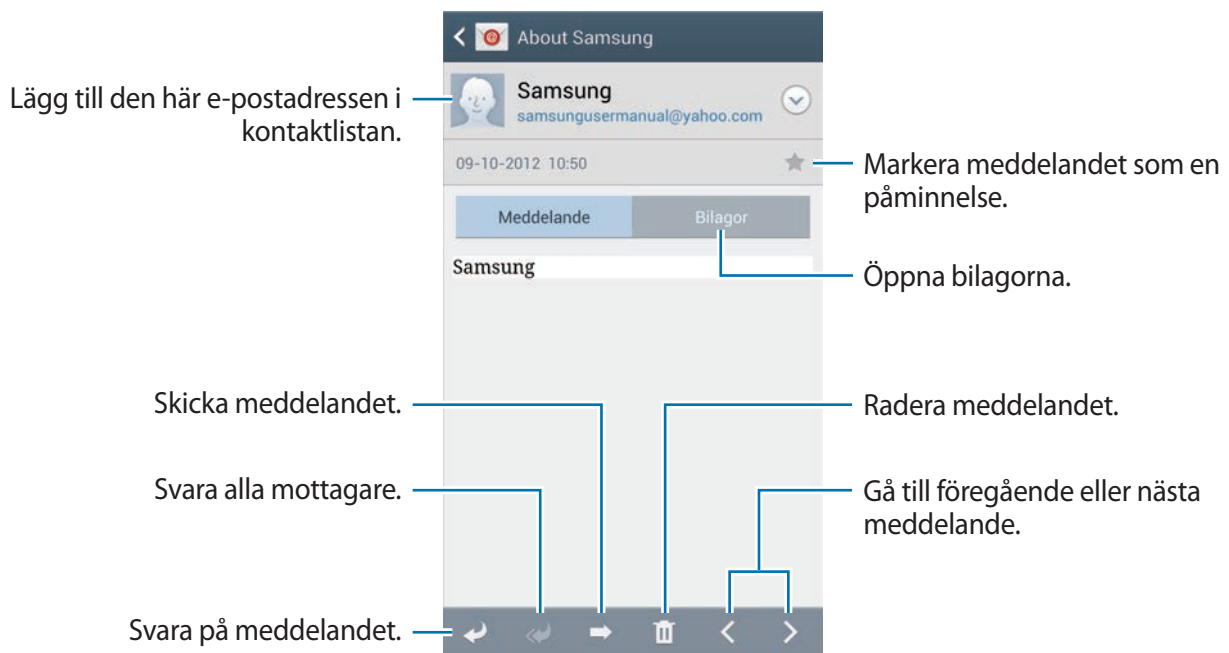 About Samsung
Lägg till den här e-postadressen i
kontaktlistan.
Samsung
samsungusermanual@yahoo.com
09-10-2012 10:50
Markera meddelandet som en
påminnelse.
Meddelande
Bilagor
Samsung
Öppna bilagorna.
Skicka meddelandet.
Radera meddelandet.
Svara alla mottagare.
Gå till föregående eller nästa
meddelande.
Svara på meddelandet.